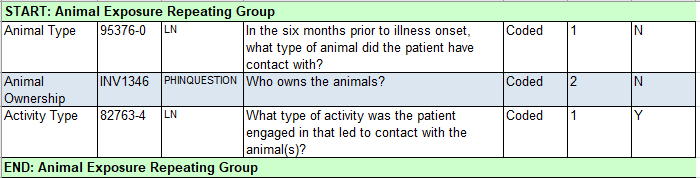 START: Animal Exposure Repeating Group
Animal Type 95376-0 LN In the six months prior to illness onset, what type of animal did the patient have contact with? Coded 1 N
Animal Ownership INV1346 PHINQUESTION Who owns the animals? Coded 2 N
Activity Type 82763-4 LN What type of activity was the patient engaged in that led to contact with the animal(s)? Coded 1 Y
END: Animal Exposure Repeating Group